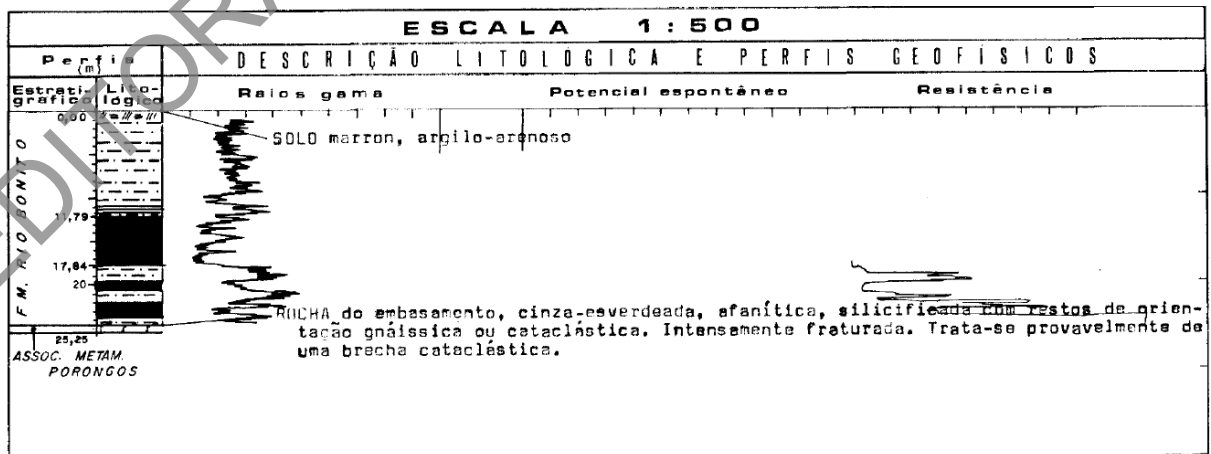 ESCALA 1:500
Perfis
(m)
DESCRIÇÃO LITOLÓGICA E PERFIS GEOFÍSICOS
Estrati-
gráfico
Lito-
lógico
Raios gama
Potencial espontâneo
Resistência
0,00
SOLO marron, argilo-arenoso
FM. RIO BONITO
11,79
17,84
20
ROCHA do embasamento, cinza-esverdeada, afanítica, silicificada com restos de orien-
tação gnáissica ou cataclástica. Intensamente fraturada. Trata-se provavelmente de
uma brecha cataclástica.
25,25
ASSOC. METAM.
PORONGOS
EDITORA